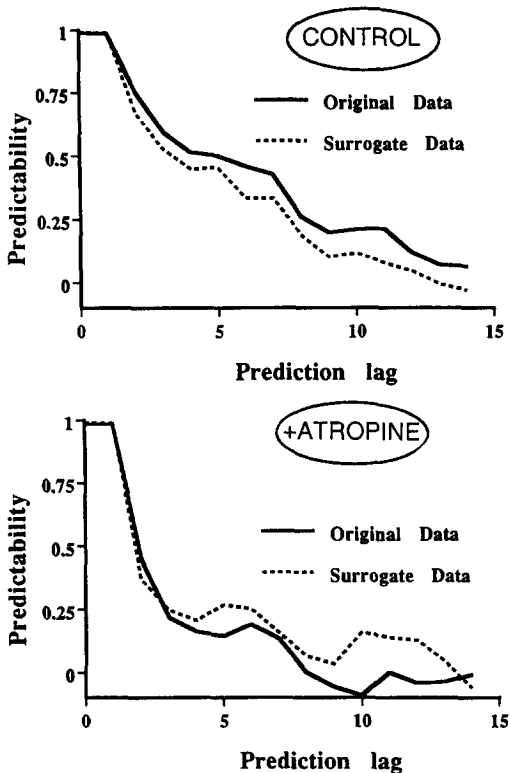 CONTROL
1
0.75
0.5
0.25
0
Predictability
Original Data
Surrogate Data
0 5 10 15
Prediction lag
+ATROPINE
1
0.75
0.5
0.25
0
Predictability
Original Data
Surrogate Data
0 5 10 15
Prediction lag